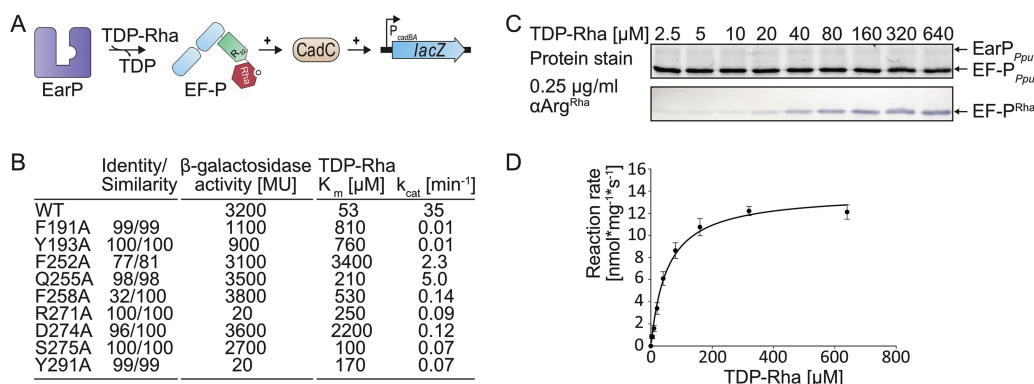 A
TDP-Rha
TDP
EarP
EF-P
R32
Rha
+
CadC
+
P cadBA
lacZ
B
Identity/ Similarity β-galactosidase activity [MU] TDP-Rha K m [µM] k cat [min-1]
WT 3200 53 35
F191A 99/99 1100 810 0.01
Y193A 100/100 900 760 0.01
F252A 77/81 3100 3400 2.3
Q255A 98/98 3500 210 5.0
F258A 32/100 3800 530 0.14
R271A 100/100 20 250 0.09
D274A 96/100 3600 2200 0.12
S275A 100/100 2700 100 0.07
Y291A 99/99 20 170 0.07
C
TDP-Rha [µM] 2.5 5 10 20 40 80 160 320 640
Protein stain
EarP Ppu
EF-P Ppu
0.25 µg/ml
αArgRha
EF-PRha
D
Reaction rate
[nmol*mg-1*s-1]
16
14
12
10
8
6
4
2
0
0 200 400 600 800
TDP-Rha [µM]